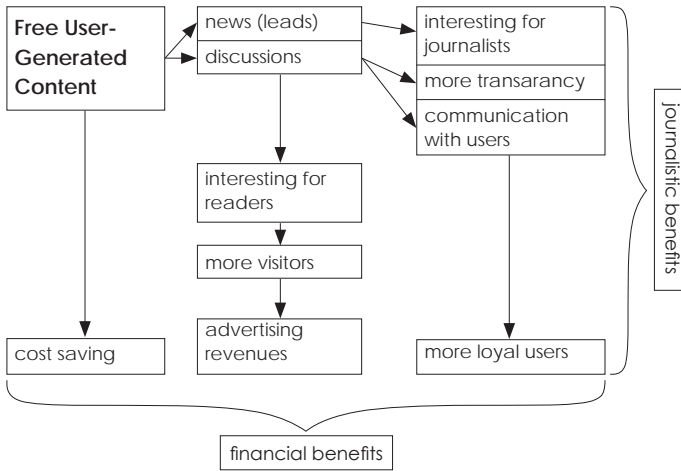 Free User-
Generated
Content
news (leads)
discussions
interesting for
journalists
more transarancy
communication
with users
interesting for
readers
more visitors
advertising
revenues
cost saving
more loyal users
journalistic benefits
financial benefits